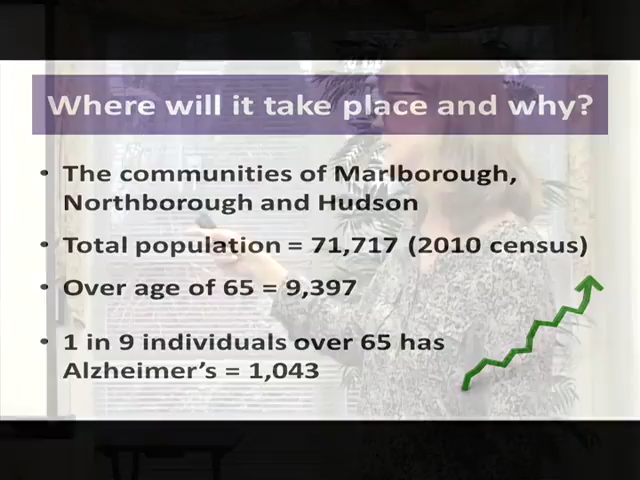 Where will it take place and why?
• The communities of Marlborough,
Northborough and Hudson
• Total population = 71,717 (2010 census)
• Over age of 65 = 9,397
• 1 in 9 individuals over 65 has
Alzheimer's = 1,043